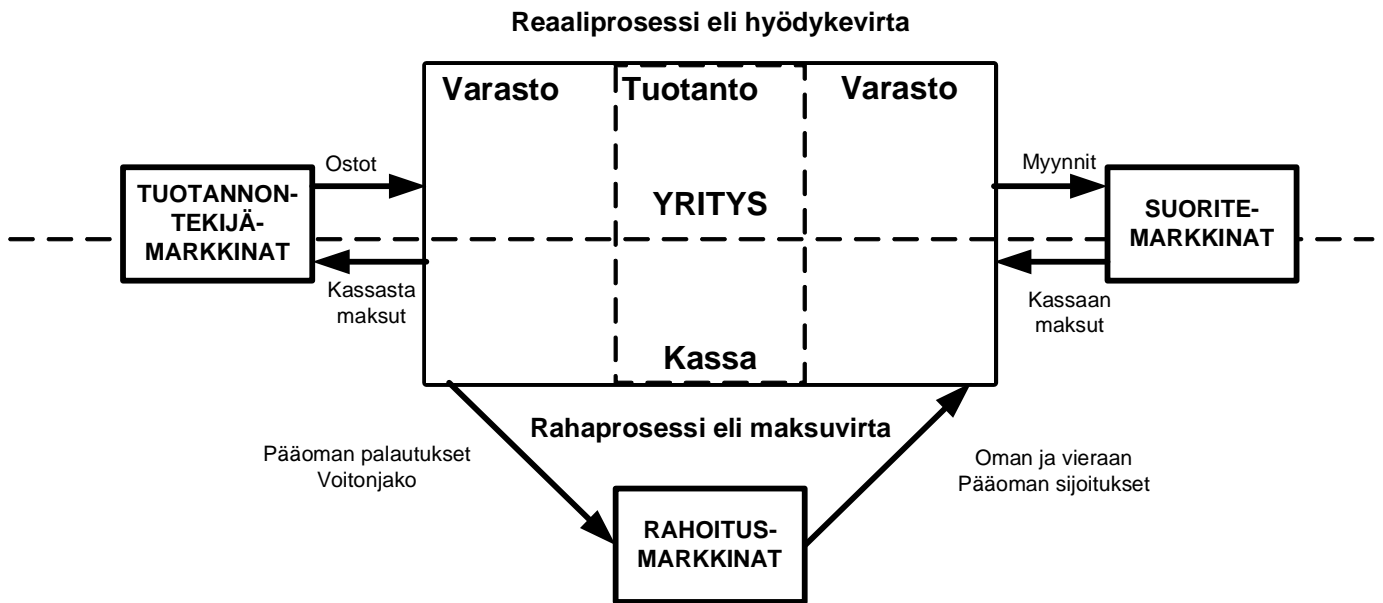 Reaaliprosessi eli hyödykevirta
Varasto
Tuotanto
Varasto
Ostot
Myynnit
TUOTANNON-
TEKIJÄ-
MARKKINAT
YRITYS
SUORITE-
MARKKINAT
Kassasta
maksut
Kassaan
maksut
Kassa
Rahaprosessi eli maksuvirta
Pääoman palautukset
Voitonjako
Oman ja vieraan
Pääoman sijoitukset
RAHOITUS-
MARKKINAT